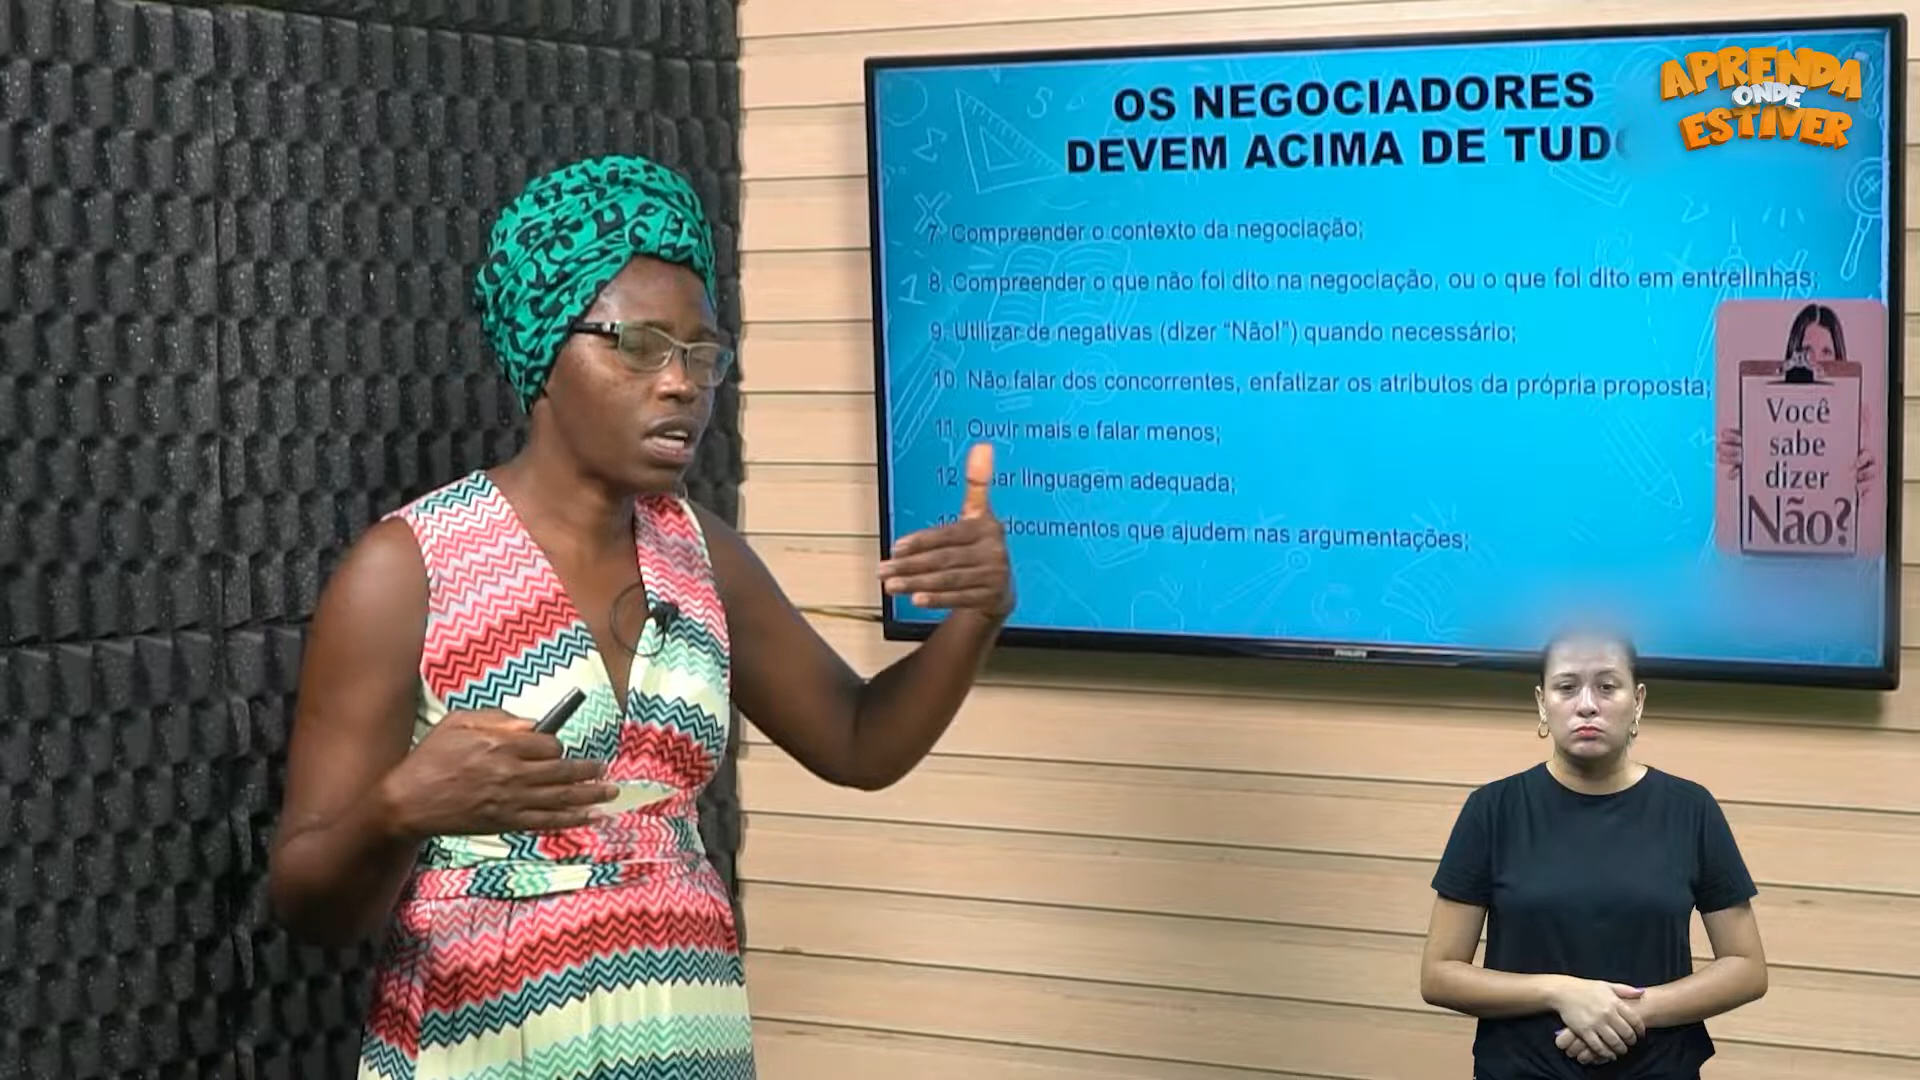 OS NEGOCIADORES
DEVEM ACIMA DE
APRENDA
ONDE
ESTIVER
7. Compreender o contexto da negociação;
8. Compreender o que não foi dito na negociação, ou o que foi dito em entrelinhas;
9. Utilizar de negativas (dizer “Não!”) quando necessário;
10. Não falar dos concorrentes, enfatizar os atributos da própria proposta;
11. Ouvir mais e falar menos;
12 linguagem adequada;
documentos que ajudem nas argumentações;
Você
sabe
dizer
Não?
PHILIPS